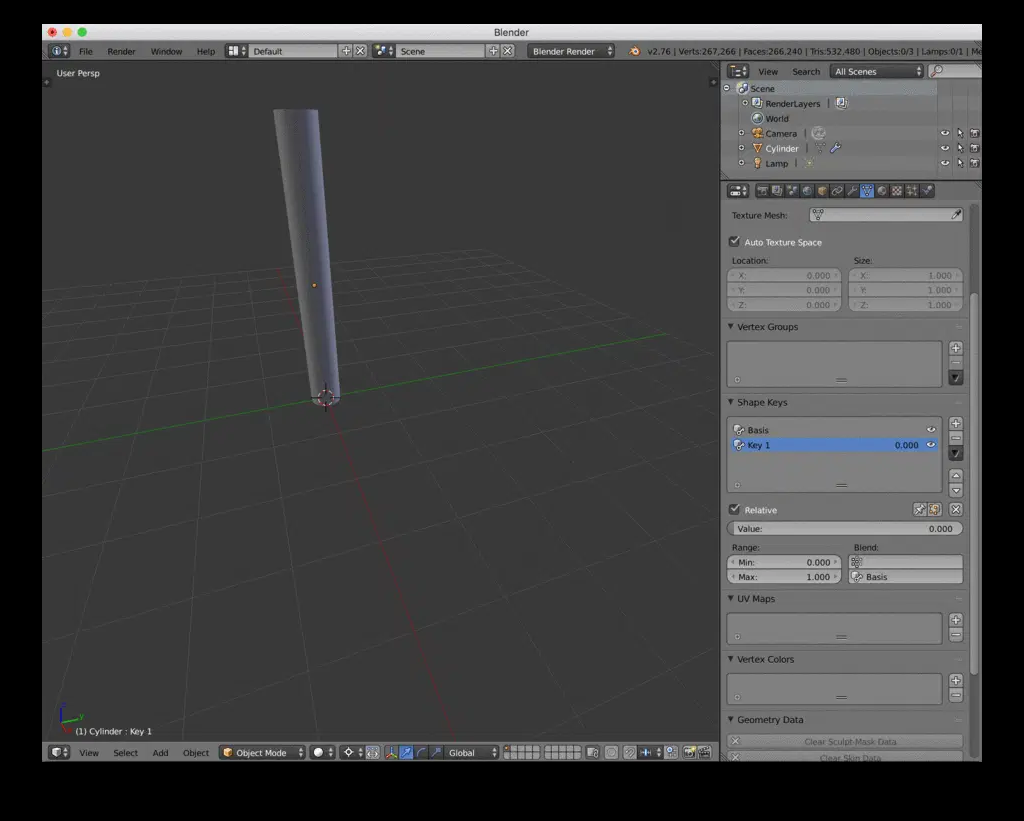 Blender
File Render Window Help Default Scene Blender Render v2.76 | Verts:267,266 | Faces:266,240 | Tris:532,480 | Objects:0/3 | Lamps:0/1 | Me
User Persp
View Search All Scenes
Scene
RenderLayers
World
Camera
Cylinder
Lamp
Texture Mesh:
Auto Texture Space
Location: Size:
X: 0.000 X: 1.000
Y: 0.000 Y: 1.000
Z: 0.000 Z: 1.000
Vertex Groups
Shape Keys
Basis
Key 1 0.000
Relative
Value: 0.000
Range: Blend:
Min: 0.000
Max: 1.000 Basis
UV Maps
Vertex Colors
Geometry Data
Clear Sculpt-Mask Data
Clear Skin Data
z
y
(1) Cylinder : Key 1
View Select Add Object Object Mode Global